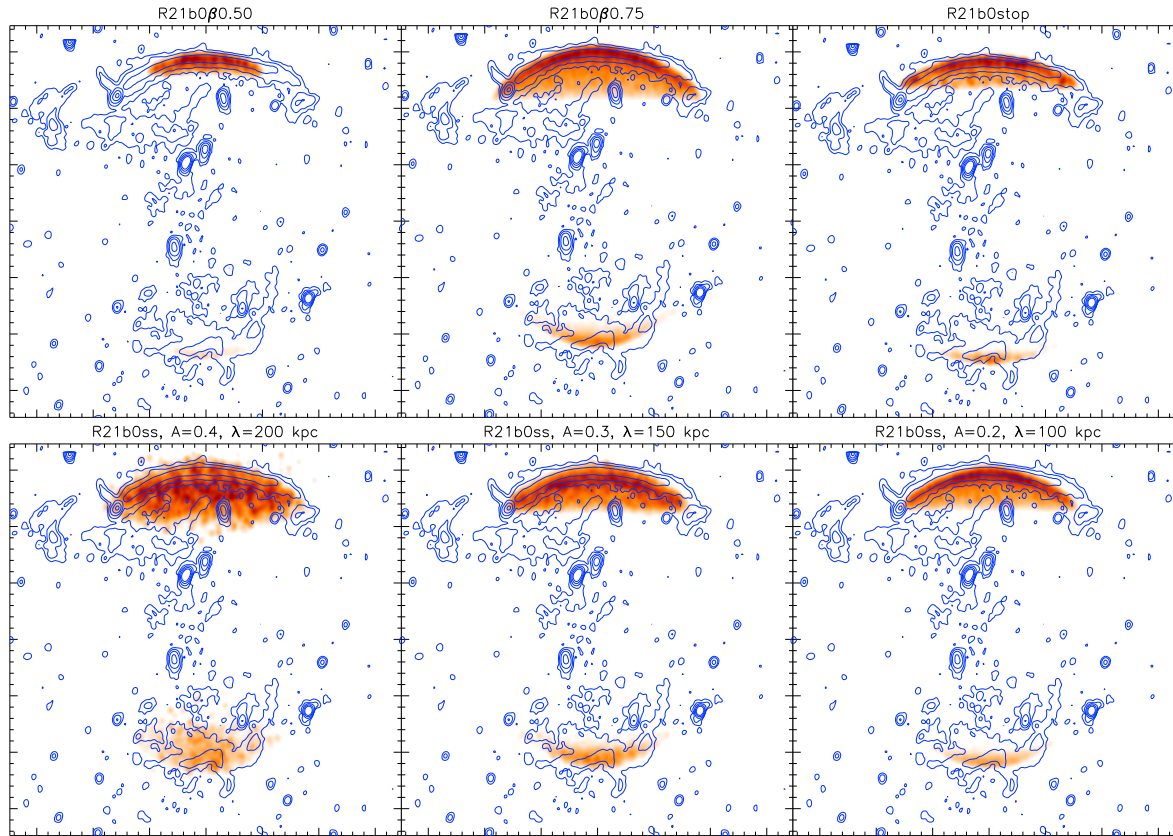 R21b0β0.50
R21b0β0.75
R21b0stop
R21b0ss, A=0.4, λ=200 kpc
R21b0ss, A=0.3, λ=150 kpc
R21b0ss, A=0.2, λ=100 kpc